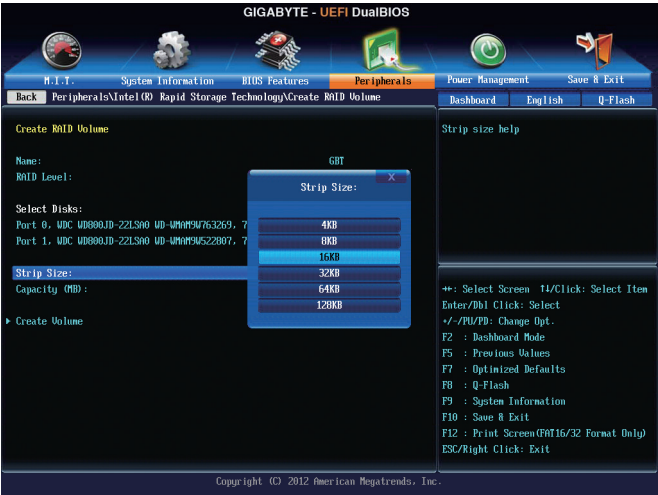 GIGABYTE - UEFI DualBIOS
M.I.T.
System Information
BIOS Features
Peripherals
Power Management
Save & Exit
Back
Peripherals\Intel(R) Rapid Storage Technology\Create RAID Volume
Dashboard
English
Q-Flash
Create RAID Volume
Name:
GBT
RAID Level:
Select Disks:
Port 0, WDC WD800JD-22LSA0 WD-WMAM9W763269, 7
Port 1, WDC WD800JD-22LSA0 WD-WMAM9W522807, 7
Strip Size:
Capacity (MB):
Create Volume
X
Strip Size:
4KB
8KB
16KB
32KB
64KB
128KB
Strip size help
↔: Select Screen ↑↓/Click: Select Item
Enter/Dbl Click: Select
+/-/PU/PD: Change Opt.
F2 : Dashboard Mode
F5 : Previous Values
F7 : Optimized Defaults
F8 : Q-Flash
F9 : System Information
F10 : Save & Exit
F12 : Print Screen(FAT16/32 Format Only)
ESC/Right Click: Exit
Copyright (C) 2012 American Megatrends, Inc.